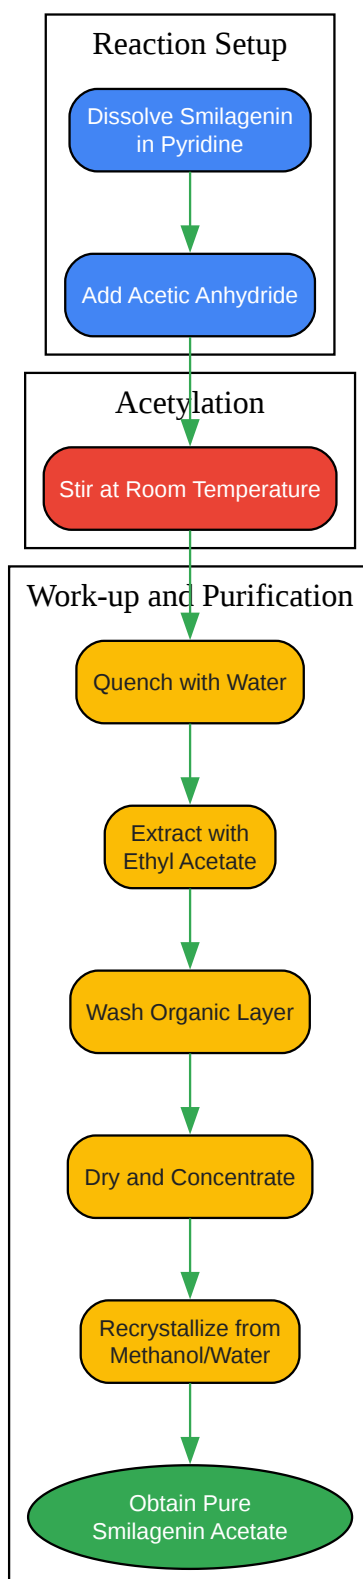 Reaction Setup
Dissolve Smilagenin
in Pyridine
Add Acetic Anhydride
Acetylation
Stir at Room Temperature
Work-up and Purification
Quench with Water
Extract with
Ethyl Acetate
Wash Organic Layer
Dry and Concentrate
Recrystallize from
Methanol/Water
Obtain Pure
Smilagenin Acetate